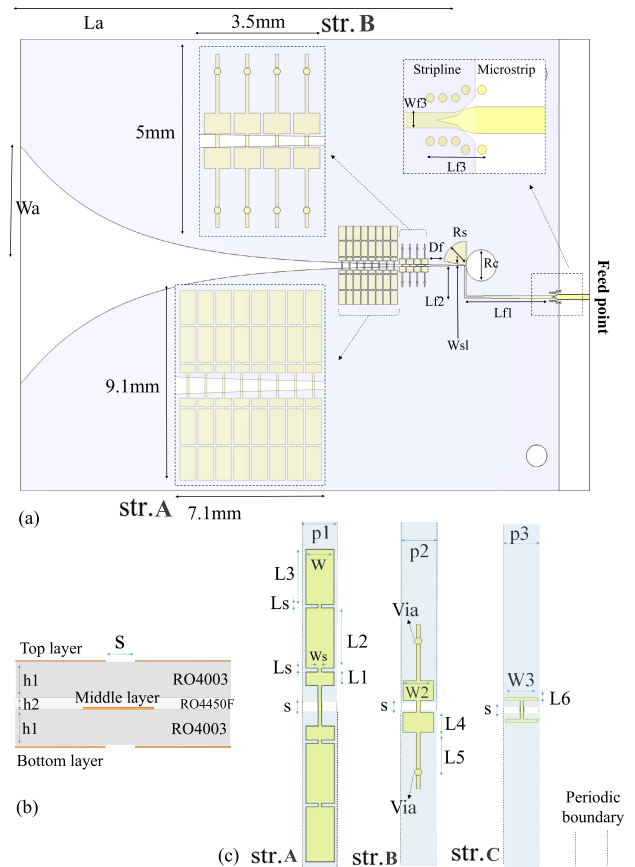 La
3.5mm
str.B
5mm
Stripline
Microstrip
Wf3
Lf3
Wa
Df
Rs
Rc
Lf2
Lf1
Wsl
Feed point
9.1mm
str.A
7.1mm
(a)
S
Top layer
h1
RO4003
h2
Middle layer
RO4450F
h1
RO4003
Bottom layer
(b)
p1
W
L3
Ls
L2
Ws
Ls
L1
s
str.A
(c)
p2
Via
W2
s
L4
L5
Via
str.B
p3
W3
L6
s
str.C
Periodic
boundary